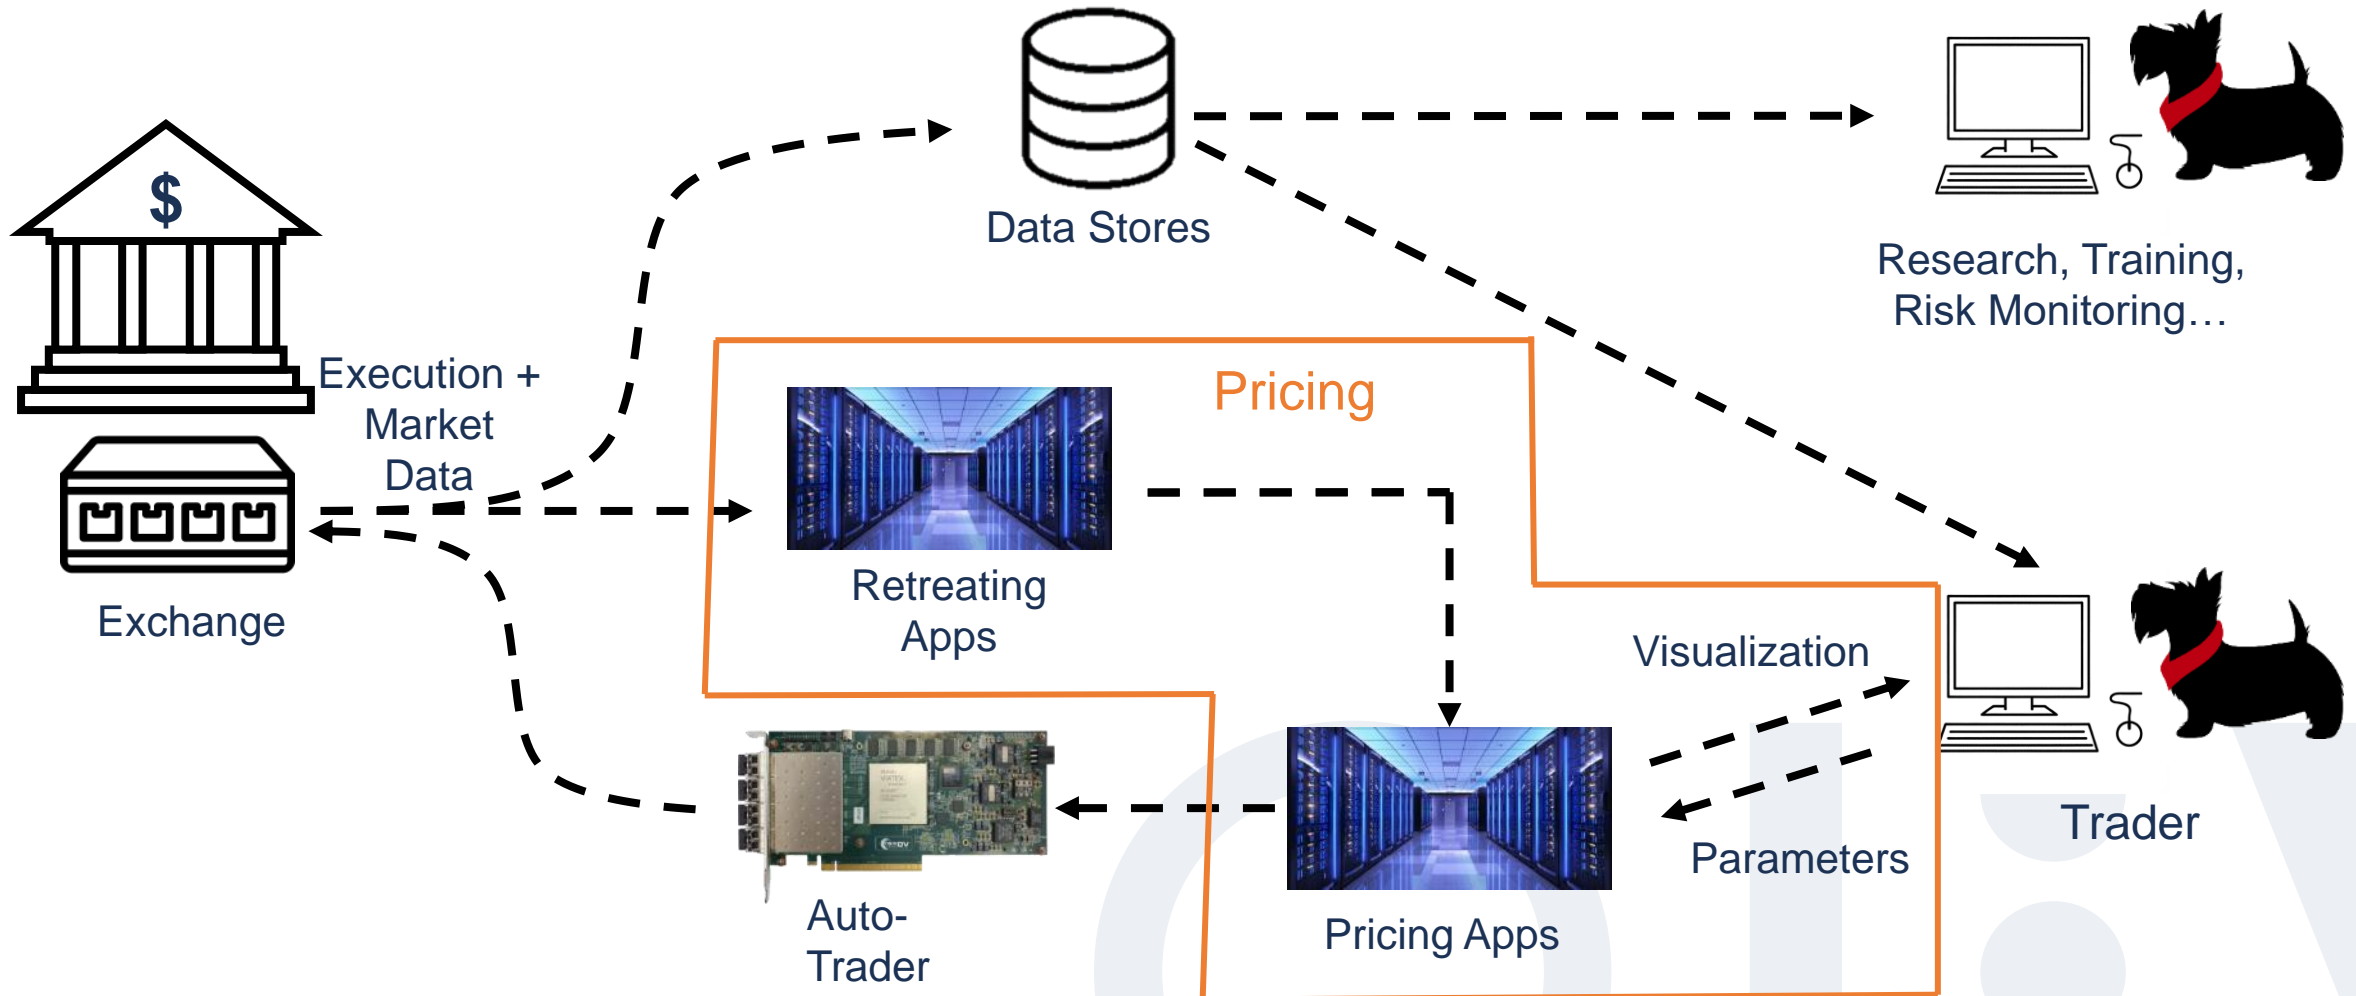 $
Data Stores
Research, Training,
Risk Monitoring…
Execution +
Market
Data
Pricing
Exchange
Retreating
Apps
Visualization
Trader
Parameters
Auto-
Trader
Pricing Apps